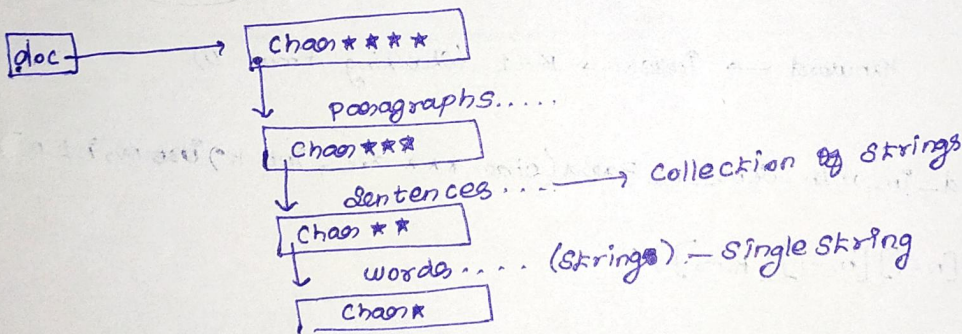 doc
char ****
paragraphs.....
char ***
sentences.... → collection of strings
char **
words.... (strings) - single string
char *